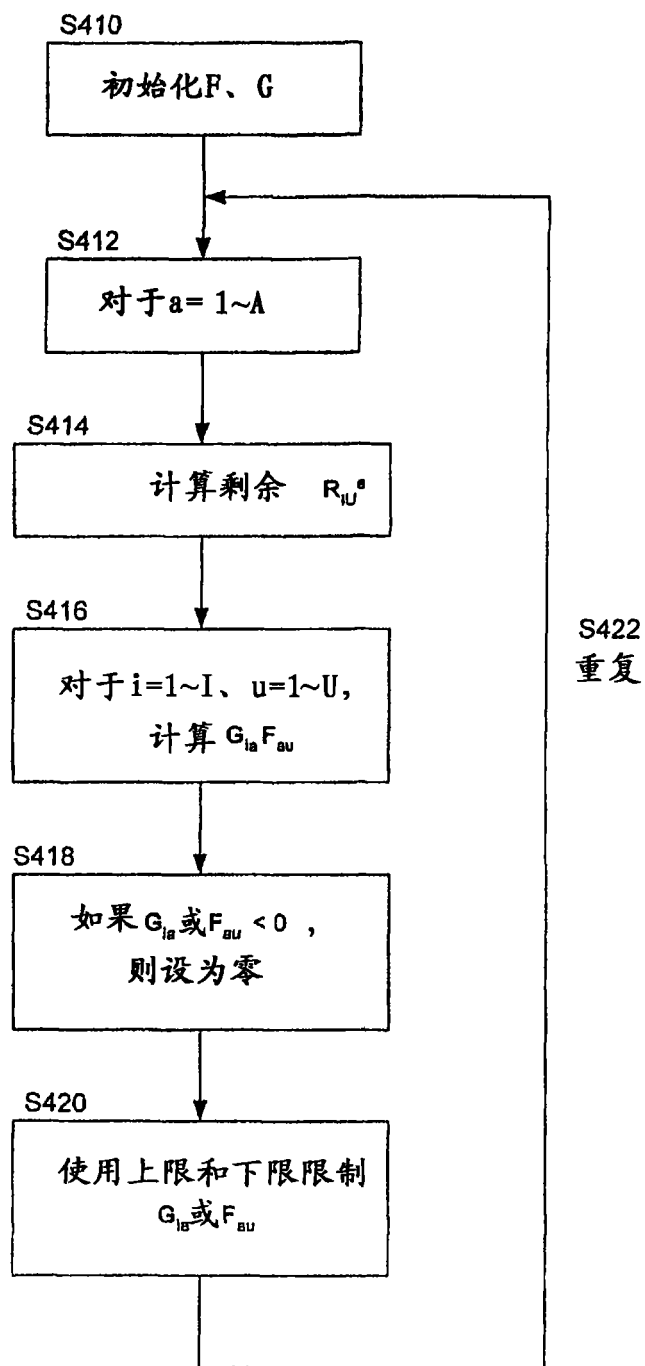 S410
初始化F、G
S412
对于a= 1~A
S414
计算剩余 R_IU^a
S416
对于i=1~I、u=1~U,
计算 G_ia F_au
S422
重复
S418
如果G_ia或F_au <0 ,
则设为零
S420
使用上限和下限限制
G_ia或F_au